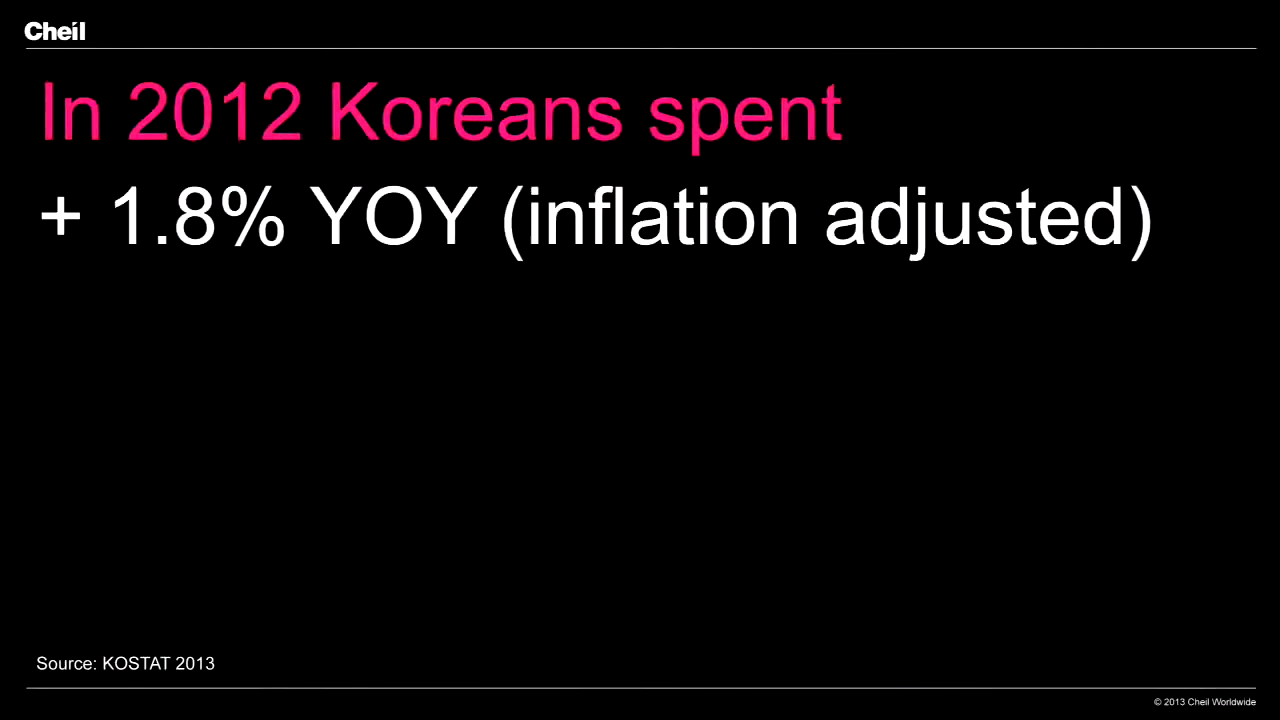 Cheil
In 2012 Koreans spent
+ 1.8% YOY (inflation adjusted)
Source: KOSTAT 2013
© 2013 Cheil Worldwide